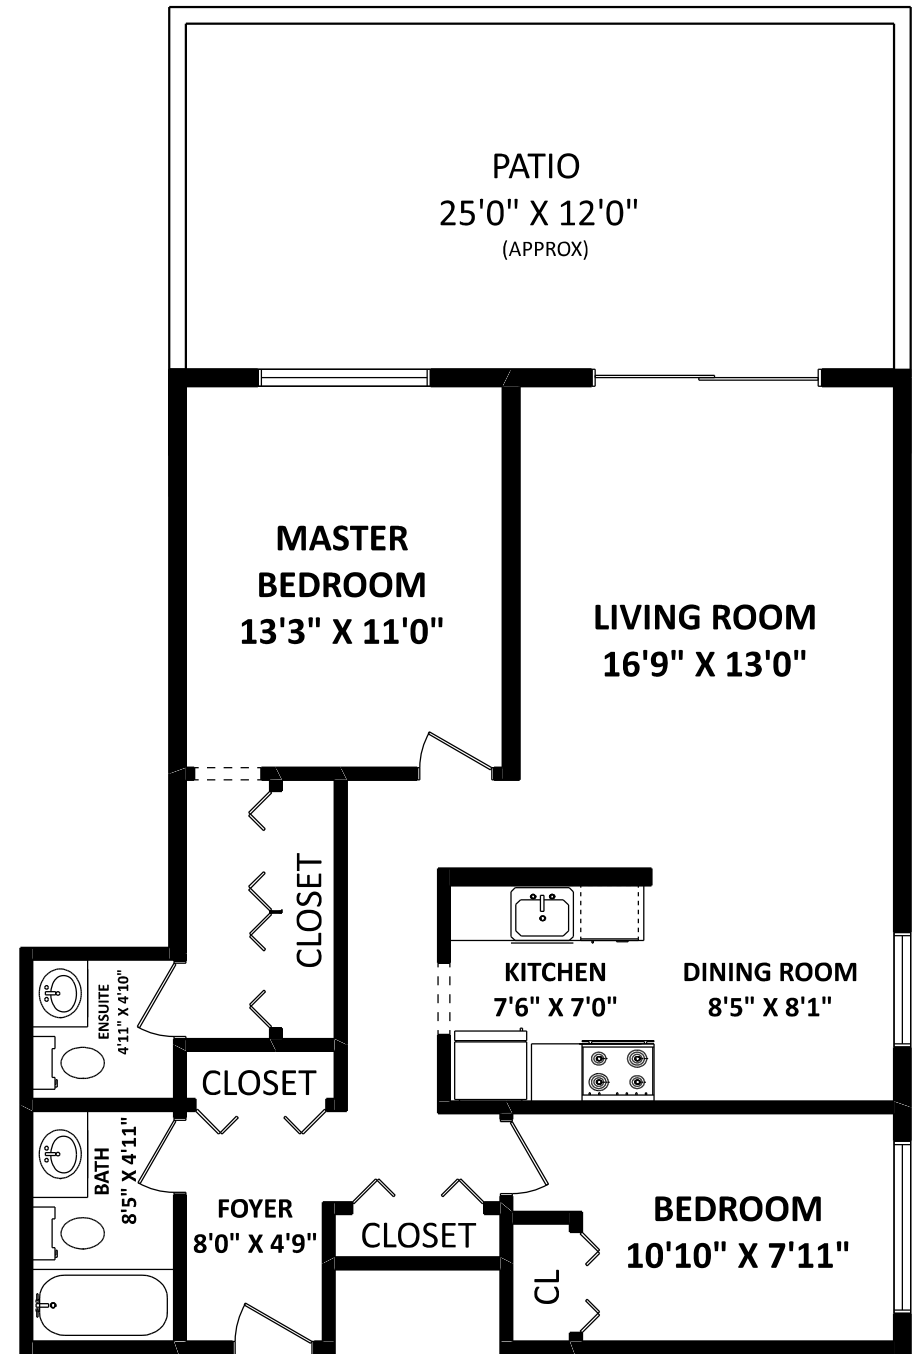 PATIO
25'0" X 12'0"
(APPROX)
MASTER
BEDROOM
13'3" X 11'0"
LIVING ROOM
16'9" X 13'0"
CLOSET
KITCHEN
7'6" X 7'0"
DINING ROOM
8'5" X 8'1"
ENSUITE
4'11" X 4'10"
CLOSET
BATH
8'5" X 4'11"
FOYER
8'0" X 4'9"
CLOSET
BEDROOM
10'10" X 7'11"
CL